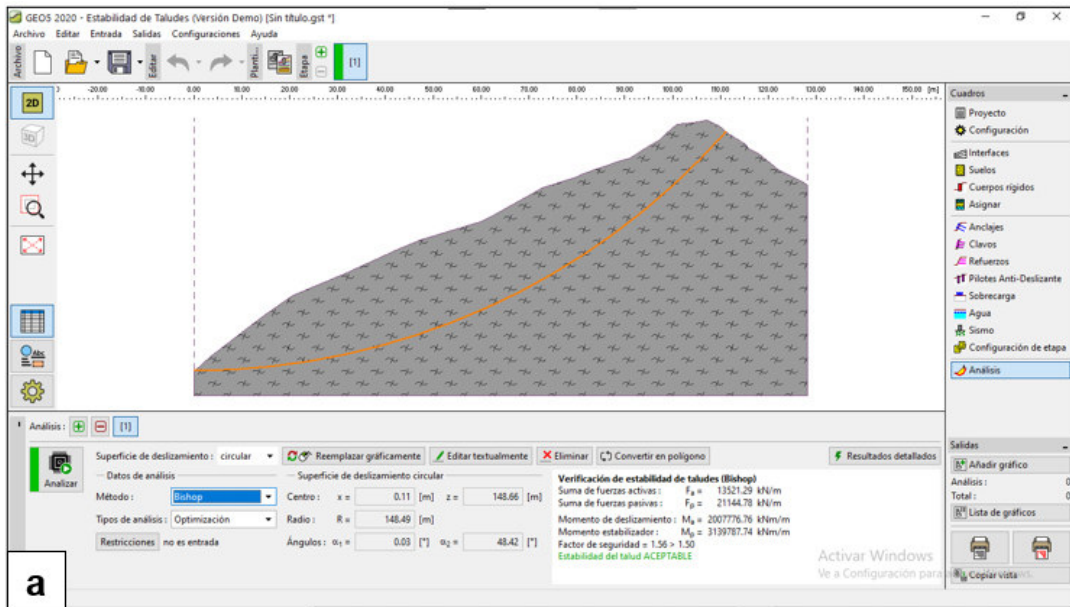 GEO5 2020 - Estabilidad de Taludes (Versión Demo) [Sin título.gst *]
Archivo Editar Entrada Salidas Configuraciones Ayuda
Archivo Editar Planti... Etapa [1]
-20.00 -10.00 0.00 10.00 20.00 30.00 40.00 50.00 60.00 70.00 80.00 90.00 100.00 110.00 120.00 130.00 140.00 150.00 [m]
2D
3D
Abc
Cuadros
Proyecto
Configuración
Interfaces
Suelos
Cuerpos rígidos
Asignar
Anclajes
Clavos
Refuerzos
Pilotes Anti-Deslizante
Sobrecarga
Agua
Sismo
Configuración de etapa
Análisis
Análisis : [1]
Analizar
Superficie de deslizamiento : circular Reemplazar gráficamente Editar textualmente Eliminar Convertir en polígono Resultados detallados
Datos de análisis
Método : Bishop
Tipos de análisis : Optimización
Restricciones no es entrada
Superficie de deslizamiento circular
Centro : x = 0.11 [m] z = 148.66 [m]
Radio : R = 148.49 [m]
Ángulos : α1 = 0.03 [°] α2 = 48.42 [°]
Verificación de estabilidad de taludes (Bishop)
Suma de fuerzas activas : Fa = 13521.29 kN/m
Suma de fuerzas pasivas : Fp = 21144.78 kN/m
Momento de deslizamiento : Ma = 2007776.76 kNm/m
Momento estabilizador : Mp = 3139787.74 kNm/m
Factor de seguridad = 1.56 > 1.50
Estabilidad del talud ACEPTABLE
Salidas
Añadir gráfico
Análisis : 0
Total : 0
Lista de gráficos
Copiar vista
Activar Windows
Ve a Configuración para
a